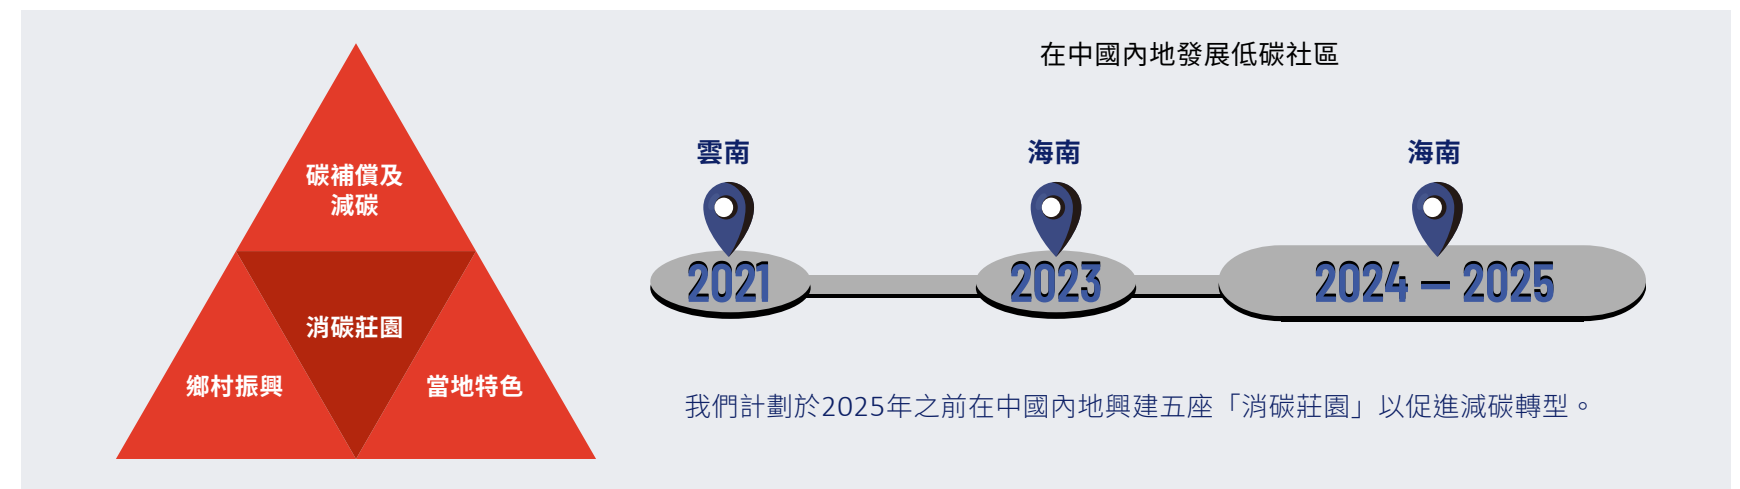 碳補償及
減碳
消碳莊園
鄉村振興
當地特色
在中國內地發展低碳社區
雲南
海南
海南
2021
2023
2024 — 2025
我們計劃於2025年之前在中國內地興建五座「消碳莊園」以促進減碳轉型。